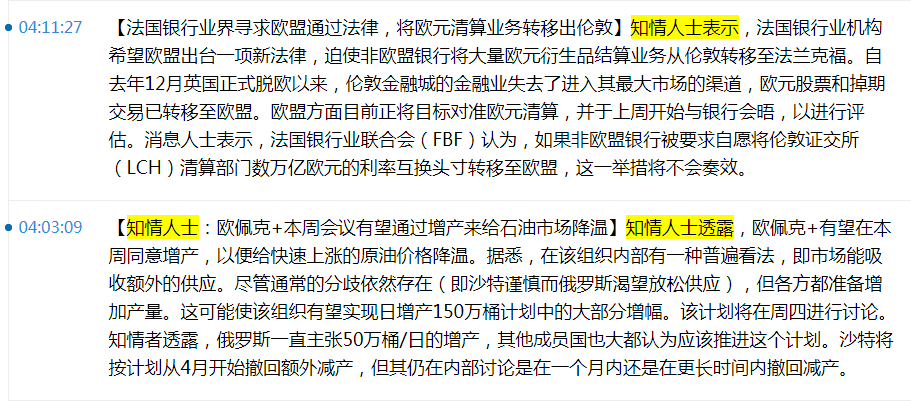 04:11:27
【法国银行业界寻求欧盟通过法律，将欧元清算业务转移出伦敦】知情人士表示，法国银行业机构
希望欧盟出台一项新法律，迫使非欧盟银行将大量欧元衍生品结算业务从伦敦转移至法兰克福。自
去年12月英国正式脱欧以来，伦敦金融城的金融业失去了进入其最大市场的渠道，欧元股票和掉期
交易已转移至欧盟。欧盟方面目前正将目标对准欧元清算，并于上周开始与银行会晤，以进行评
估。消息人士表示，法国银行业联合会（FBF）认为，如果非欧盟银行被要求自愿将伦敦证交所
（LCH）清算部门数万亿欧元的利率互换头寸转移至欧盟，这一举措将不会奏效。
04:03:09
【知情人士：欧佩克+本周会议有望通过增产来给石油市场降温】知情人士透露，欧佩克+有望在本
周同意增产，以便给快速上涨的原油价格降温。据悉，在该组织内部有一种普遍看法，即市场能吸
收额外的供应。尽管通常的分歧依然存在（即沙特谨慎而俄罗斯渴望放松供应），但各方都准备增
加产量。这可能使该组织有望实现日增产150万桶计划中的大部分增幅。该计划将在周四进行讨论。
知情者透露，俄罗斯一直主张50万桶/日的增产，其他成员国也大都认为应该推进这个计划。沙特将
按计划从4月开始撤回额外减产，但其仍在内部讨论是在一个月内还是在更长时间内撤回减产。